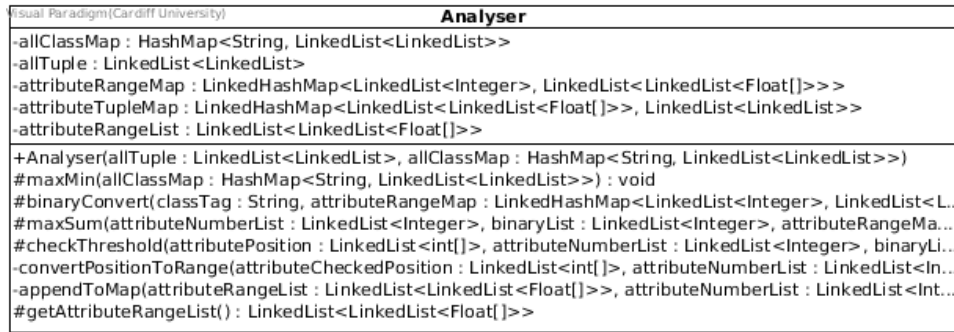 Visual Paradigm(Cardiff University)
Analyser
-allClassMap : HashMap<String, LinkedList<LinkedList>>
-allTuple : LinkedList<LinkedList>
-attributeRangeMap : LinkedHashMap<LinkedList<Integer>, LinkedList<LinkedList<Float[]>>>
-attributeTupleMap : LinkedHashMap<LinkedList<LinkedList<Float[]>>, LinkedList<LinkedList>>
-attributeRangeList : LinkedList<LinkedList<Float[]>>
+Analyser(allTuple : LinkedList<LinkedList>, allClassMap : HashMap<String, LinkedList<LinkedList>>)
#maxMin(allClassMap : HashMap<String, LinkedList<LinkedList>>) : void
#binaryConvert(classTag : String, attributeRangeMap : LinkedHashMap<LinkedList<Integer>, LinkedList<L...
#maxSum(attributeNumberList : LinkedList<Integer>, binaryList : LinkedList<Integer>, attributeRangeMa...
#checkThreshold(attributePosition : LinkedList<int[]>, attributeNumberList : LinkedList<Integer>, binaryLi...
-convertPositionToRange(attributeCheckedPosition : LinkedList<int[]>, attributeNumberList : LinkedList<In...
-appendToMap(attributeRangeList : LinkedList<LinkedList<Float[]>>, attributeNumberList : LinkedList<Int...
#getAttributeRangeList() : LinkedList<LinkedList<Float[]>>